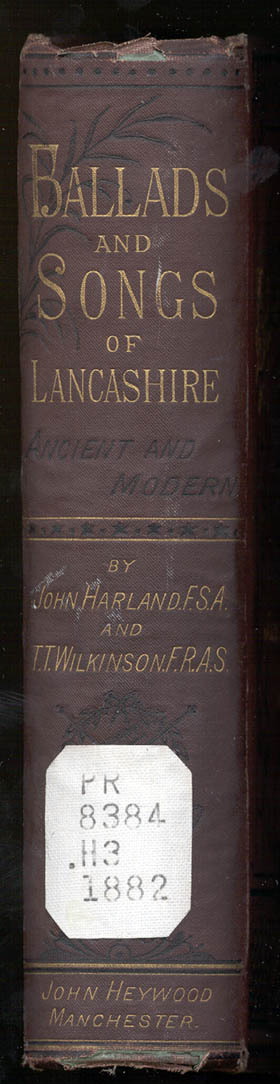 BALLADS
AND
SONGS
OF
LANCASHIRE
ANCIENT AND
MODERN
BY
JOHN HARLAND.F.S.A.
AND
T.T.WILKINSON.F.R.A.S.
PR
8384
.H3
1882
JOHN HEYWOOD
MANCHESTER.